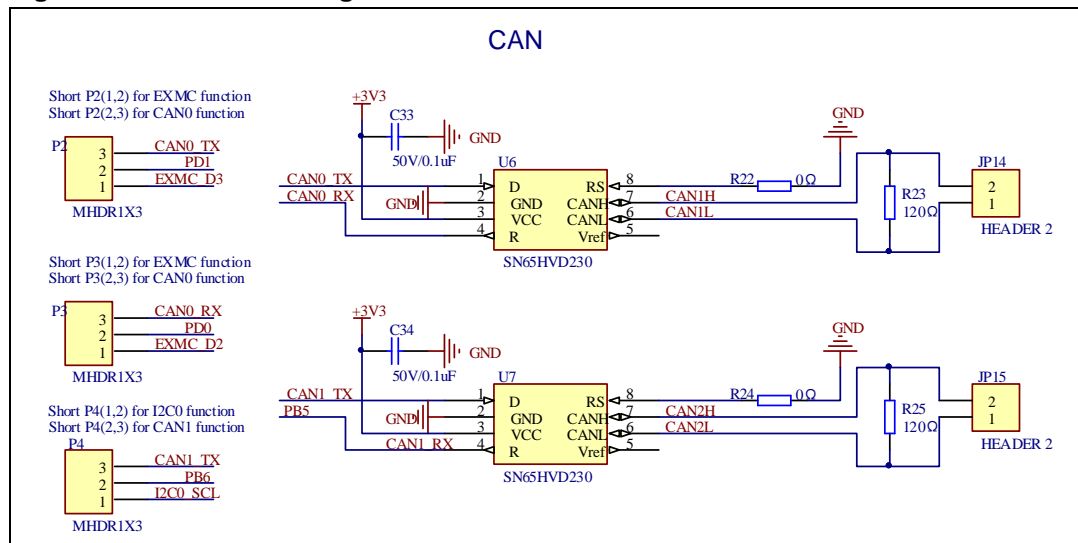 CAN
Short P2(1,2) for EXMC function
Short P2(2,3) for CAN0 function
P2
3 CAN0_TX
2 PD1
1 EXMC_D3
MHDR1X3
Short P3(1,2) for EXMC function
Short P3(2,3) for CAN0 function
P3
3 CAN0_RX
2 PD0
1 EXMC_D2
MHDR1X3
Short P4(1,2) for I2C0 function
Short P4(2,3) for CAN1 function
P4
3 CAN1_TX
2 PB6
1 I2C0_SCL
MHDR1X3
+3V3
C33
GND
50V/0.1uF
U6
CAN0_TX 1 D RS 8 R22 0Ω GND
CAN0_RX GND 2 GND CANH 7 CAN1H
3 VCC CANL 6 CAN1L
4 R Vref 5
SN65HVD230
R23
120Ω
JP14
2
1
HEADER 2
+3V3
C34
GND
50V/0.1uF
U7
CAN1_TX 1 D RS 8 R24 0Ω GND
PB5 GND 2 GND CANH 7 CAN2H
3 VCC CANL 6 CAN2L
CAN1_RX 4 R Vref 5
SN65HVD230
R25
120Ω
JP15
2
1
HEADER 2